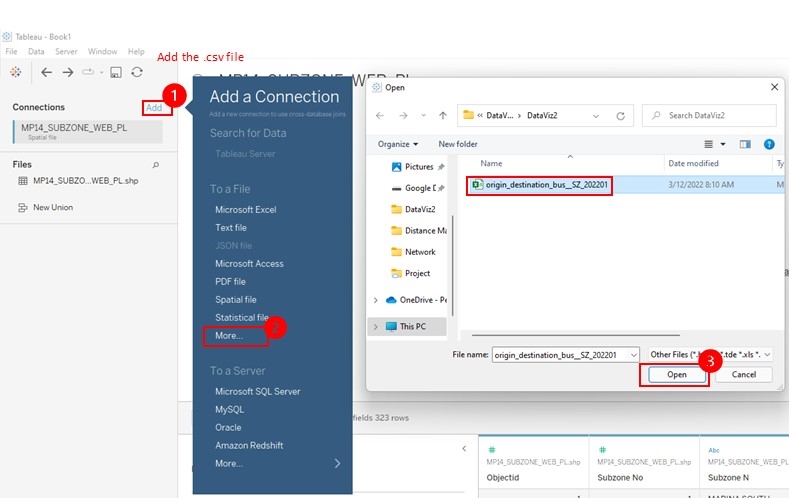 Tableau - Book1
File Data Server Window Help
Add the .csv file
Connections
Add
1
MP14_SUBZONE_WEB_PL
Spatial file
Files
MP14_SUBZO...WEB_PL.shp
New Union
MP14_SUBZONE_WEB_PL
Add a Connection
Add a new connection to use cross-database joins
Search for Data
Tableau Server
To a File
Microsoft Excel
Text file
JSON file
Microsoft Access
PDF file
Spatial file
Statistical file
More...
2
To a Server
Microsoft SQL Server
MySQL
Oracle
Amazon Redshift
More...
Open
DataV... DataViz2
Search DataViz2
Organize New folder
Name Date modified Ty
Pictures
Google D
DataViz2
Distance Ma
Network
Project
OneDrive - Pe
This PC
origin_destination_bus__SZ_202201 3/12/2022 8:10 AM M
File name: origin_destination_bus__SZ_202201
*.tde *.xls *.
Other Files
3
Open Cancel
fields 323 rows
MP14_SUBZONE_WEB_PL.shp
Objectid
MP14_SUBZONE_WEB_PL.shp
Subzone No
Abc
MP14_SUBZONE_WEB_PL
Subzone N